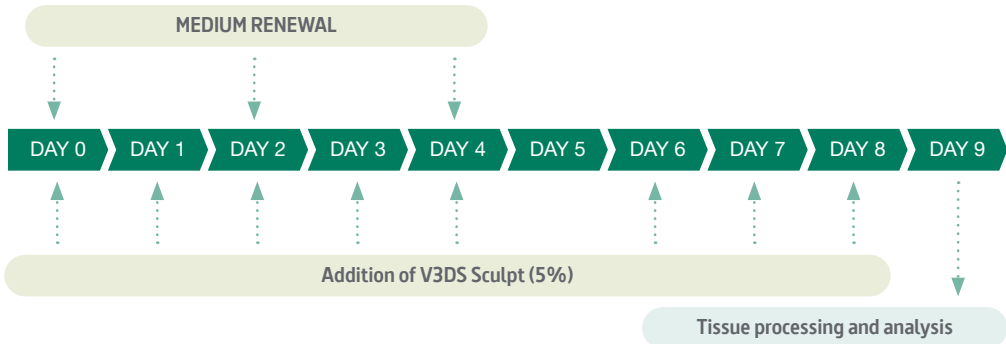 MEDIUM RENEWAL
DAY 0 DAY 1 DAY 2 DAY 3 DAY 4 DAY 5 DAY 6 DAY 7 DAY 8 DAY 9
Addition of V3DS Sculpt (5%)
Tissue processing and analysis